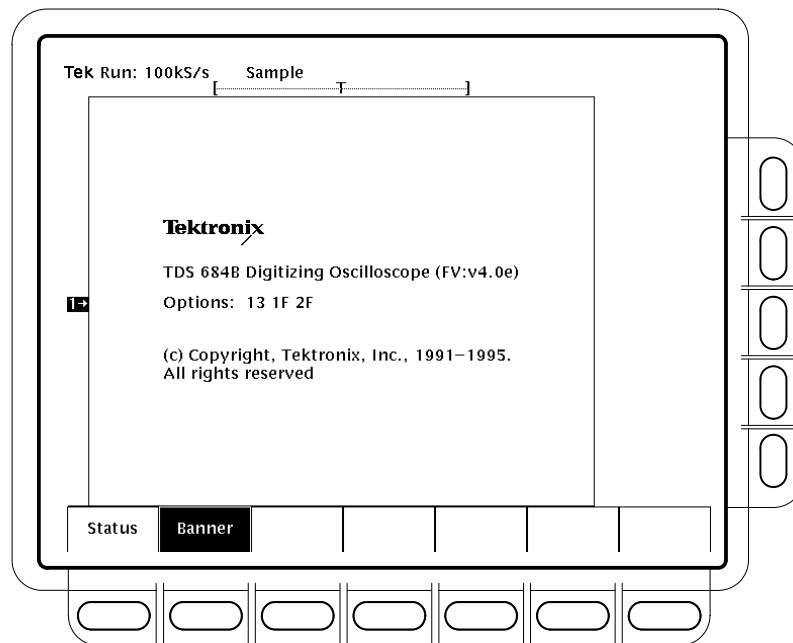 Tek Run: 100kS/s Sample
[ T ]
Tektronix
TDS 684B Digitizing Oscilloscope (FV:v4.0e)
1→
Options: 13 1F 2F
(c) Copyright, Tektronix, Inc., 1991–1995.
All rights reserved
Status Banner